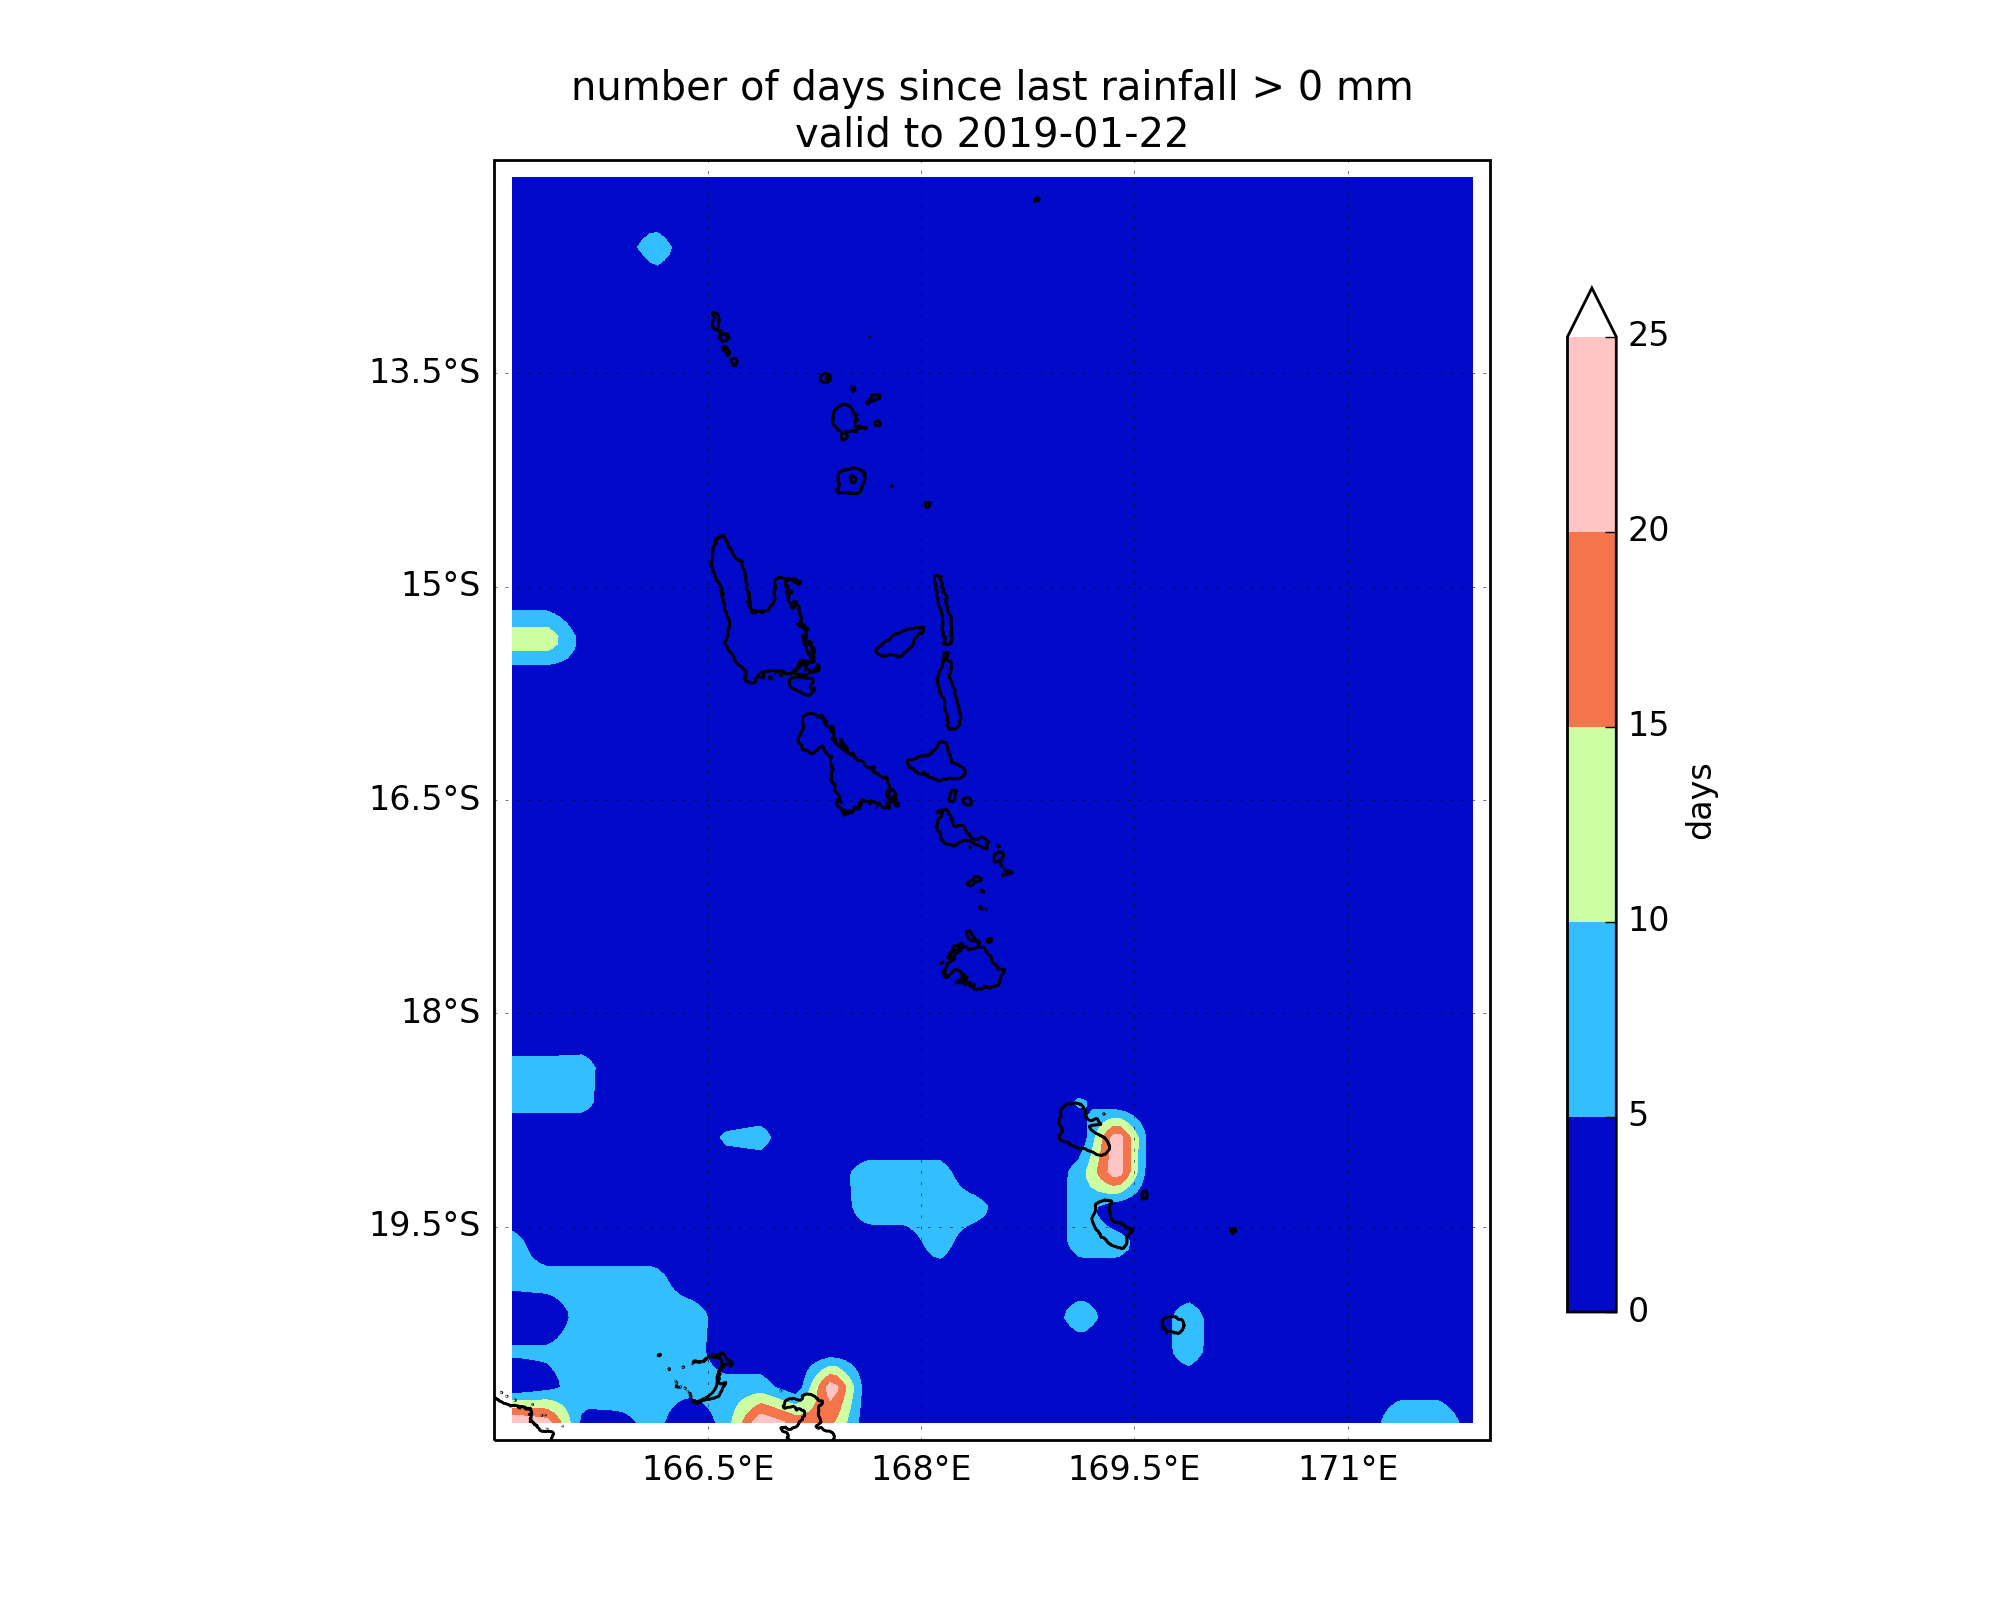 number of days since last rainfall > 0 mm
valid to 2019-01-22
13.5°S
15°S
16.5°S
18°S
19.5°S
166.5°E
168°E
169.5°E
171°E
25
20
15
10
5
0
days